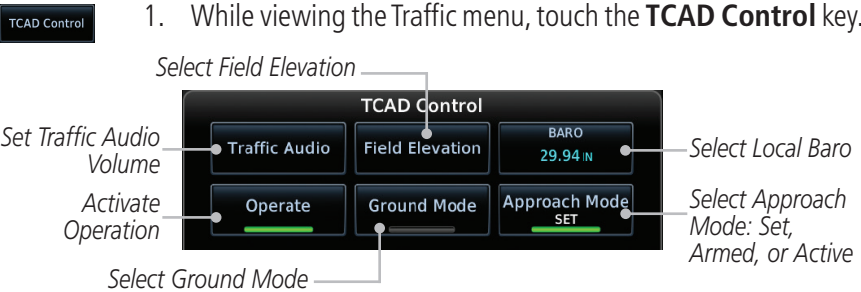 TCAD Control
1. While viewing the Traffic menu, touch the TCAD Control key.
Select Field Elevation
TCAD Control
Set Traffic Audio
Volume
Traffic Audio
Field Elevation
BARO
29.94 IN
Select Local Baro
Activate
Operation
Operate
Ground Mode
Approach Mode
SET
Select Approach
Mode: Set,
Armed, or Active
Select Ground Mode